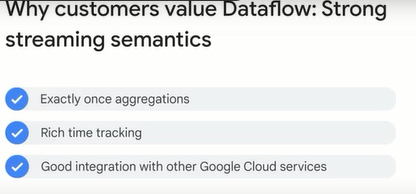 Why customers value Dataflow: Strong
streaming semantics
Exactly once aggregations
Rich time tracking
Good integration with other Google Cloud services